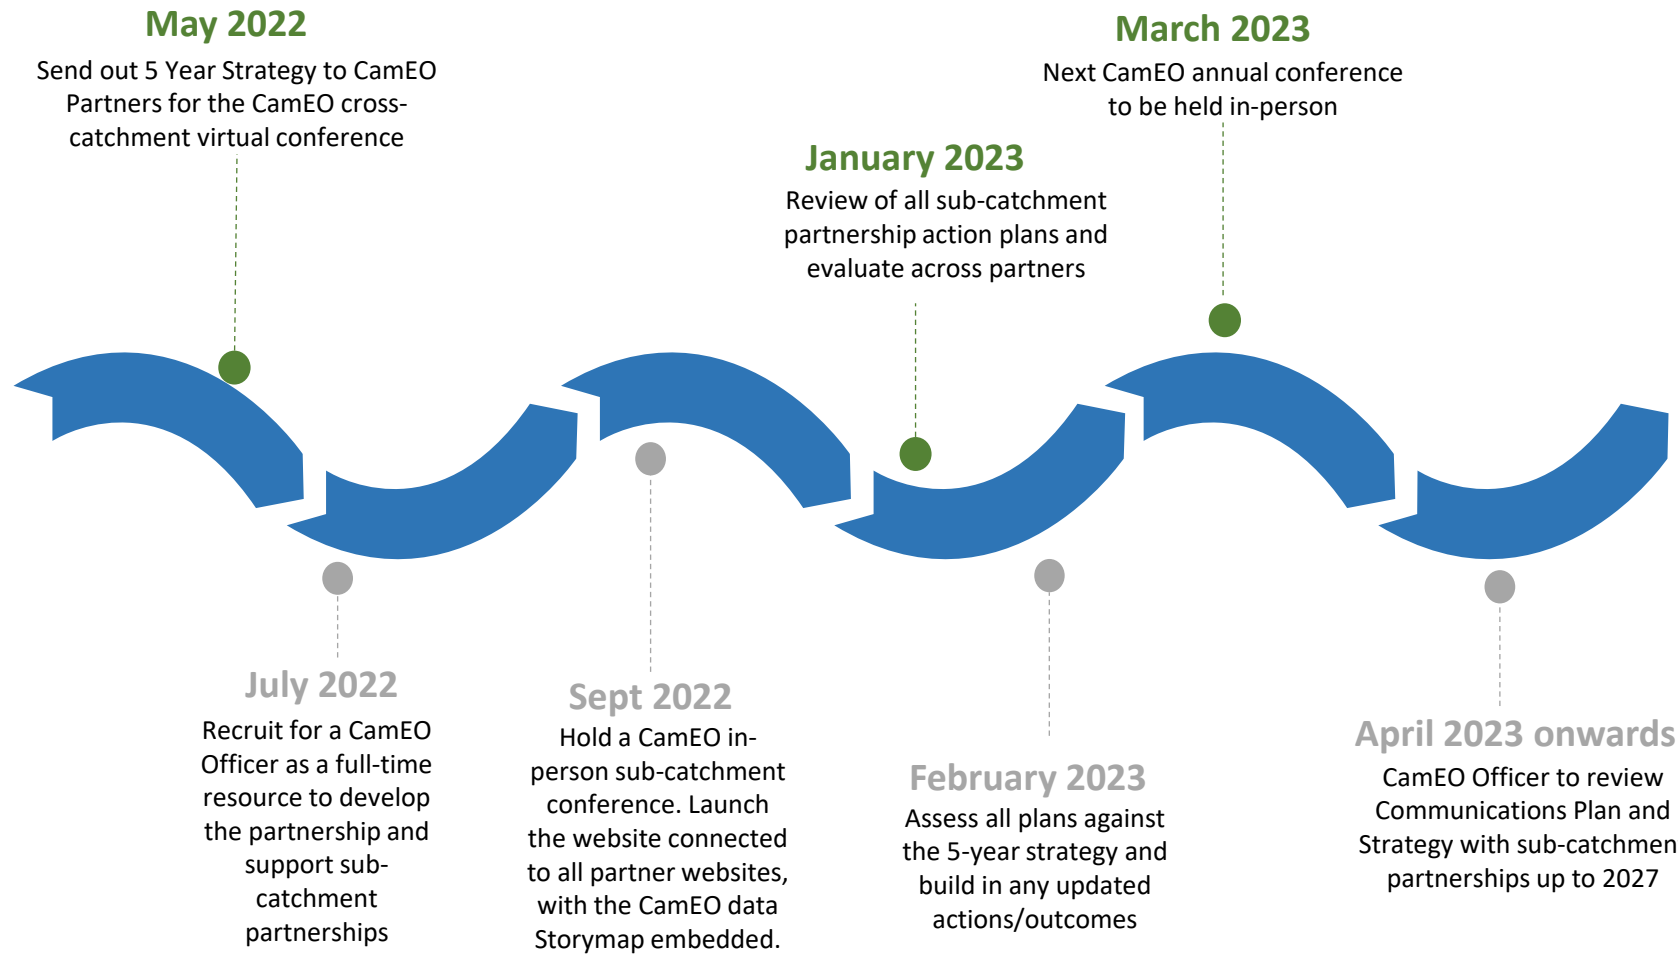 May 2022
Send out 5 Year Strategy to CamEO
Partners for the CamEO cross-
catchment virtual conference
March 2023
Next CamEO annual conference
to be held in-person
January 2023
Review of all sub-catchment
partnership action plans and
evaluate across partners
July 2022
Recruit for a CamEO
Officer as a full-time
resource to develop
the partnership and
support sub-
catchment
partnerships
Sept 2022
Hold a CamEO in-
person sub-catchment
conference. Launch
the website connected
to all partner websites,
with the CamEO data
Storymap embedded.
February 2023
Assess all plans against
the 5-year strategy and
build in any updated
actions/outcomes
April 2023 onwards
CamEO Officer to review
Communications Plan and
Strategy with sub-catchmen
partnerships up to 2027